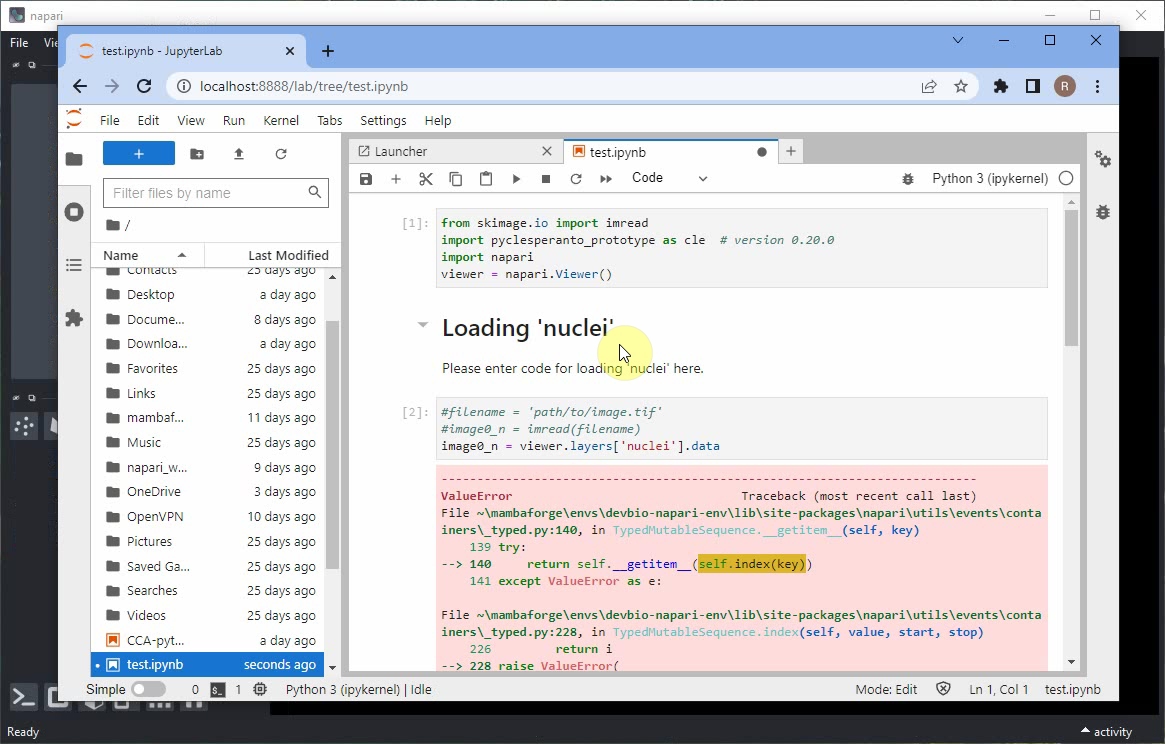 napari
File
test.ipynb - JupyterLab
localhost:8888/lab/tree/test.ipynb
R
File Edit View Run Kernel Tabs Settings Help
Launcher
test.ipynb
Code
Python 3 (ipykernel)
Filter files by name
/
Name Last Modified
Contacts 25 days ago
Desktop a day ago
Docume... 8 days ago
Downloa... a day ago
Favorites 25 days ago
Links 25 days ago
mambaf... 11 days ago
Music 25 days ago
napari_w... 9 days ago
OneDrive 3 days ago
OpenVPN 10 days ago
Pictures 25 days ago
Saved Ga... 25 days ago
Searches 25 days ago
Videos 25 days ago
CCA-pyt... a day ago
test.ipynb seconds ago
[1]:
from skimage.io import imread
import pyclesperanto_prototype as cle  # version 0.20.0
import napari
viewer = napari.Viewer()
Loading 'nuclei'
Please enter code for loading 'nuclei' here.
[2]:
#filename = 'path/to/image.tif'
#image0_n = imread(filename)
image0_n = viewer.layers['nuclei'].data
---------------------------------------------------------------------------
ValueError                                Traceback (most recent call last)
File ~\mambaforge\envs\devbio-napari-env\lib\site-packages\napari\utils\events\conta
iners\_typed.py:140, in TypedMutableSequence.__getitem__(self, key)
139 try:
--> 140     return self.__getitem__(self.index(key))
141 except ValueError as e:
File ~\mambaforge\envs\devbio-napari-env\lib\site-packages\napari\utils\events\conta
iners\_typed.py:228, in TypedMutableSequence.index(self, value, start, stop)
226         return i
--> 228 raise ValueError(
Simple 0 1 Python 3 (ipykernel) | Idle Mode: Edit Ln 1, Col 1 test.ipynb
Ready
activity